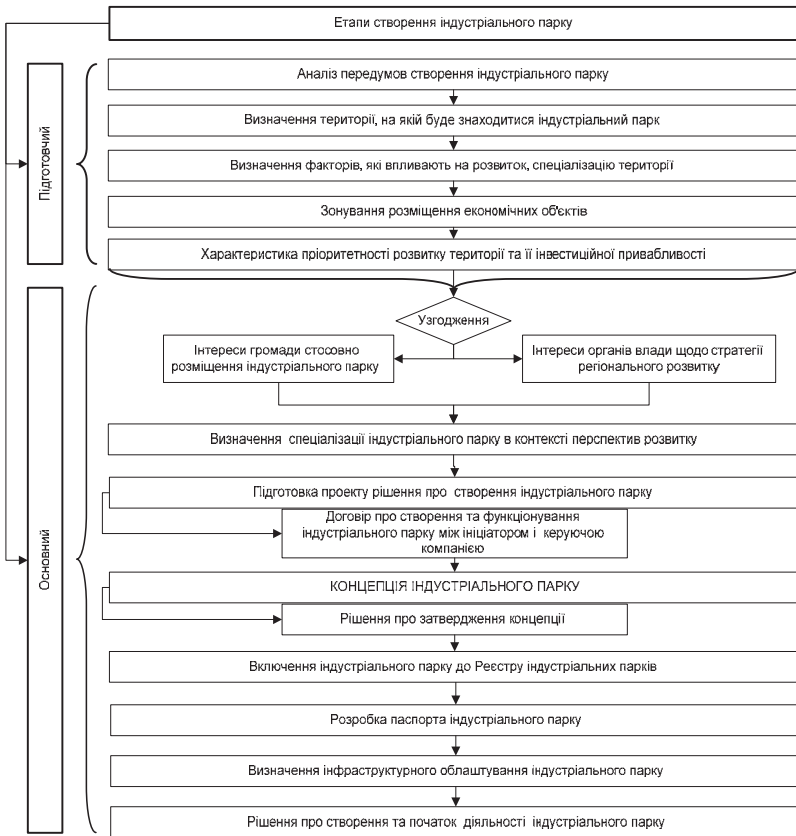 Етапи створення індустріального парку
Підготовчий
Аналіз передумов створення індустріального парку
Визначення території, на якій буде знаходитися індустріальний парк
Визначення факторів, які впливають на розвиток, спеціалізацію території
Зонування розміщення економічних об'єктів
Характеристика пріоритетності розвитку території та її інвестиційної привабливості
Основний
Узгодження
Інтереси громади стосовно
розміщення індустріального парку
Інтереси органів влади щодо стратегії
регіонального розвитку
Визначення спеціалізації індустріального парку в контексті перспектив розвитку
Підготовка проекту рішення про створення індустріального парку
Договір про створення та функціонування
індустріального парку між ініціатором і керуючою
компанією
КОНЦЕПЦІЯ ІНДУСТРІАЛЬНОГО ПАРКУ
Рішення про затвердження концепції
Включення індустріального парку до Реєстру індустріальних парків
Розробка паспорта індустріального парку
Визначення інфраструктурного облаштування індустріального парку
Рішення про створення та початок діяльності індустріального парку